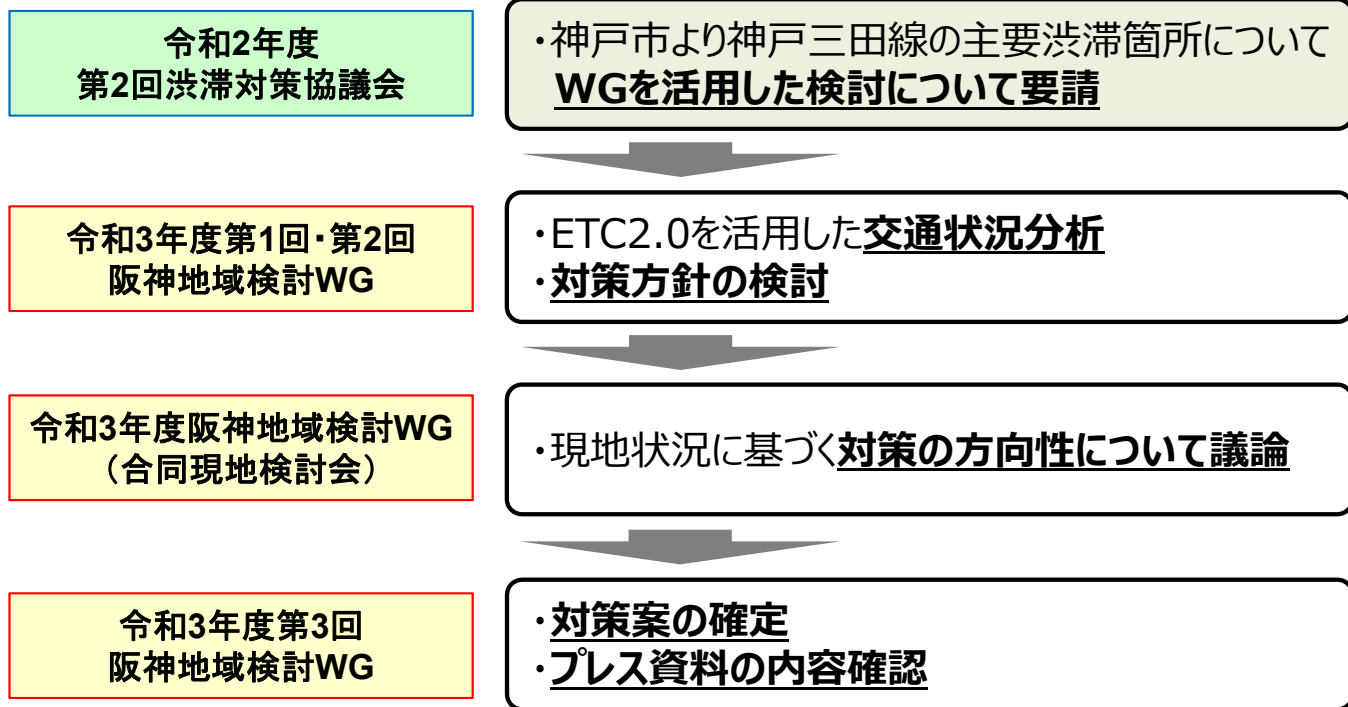 令和2年度
第2回渋滞対策協議会
・神戸市より神戸三田線の主要渋滞箇所について
WGを活用した検討について要請
令和3年度第1回・第2回
阪神地域検討WG
・ETC2.0を活用した交通状況分析
・対策方針の検討
令和3年度阪神地域検討WG
（合同現地検討会）
・現地状況に基づく対策の方向性について議論
令和3年度第3回
阪神地域検討WG
・対策案の確定
・プレス資料の内容確認